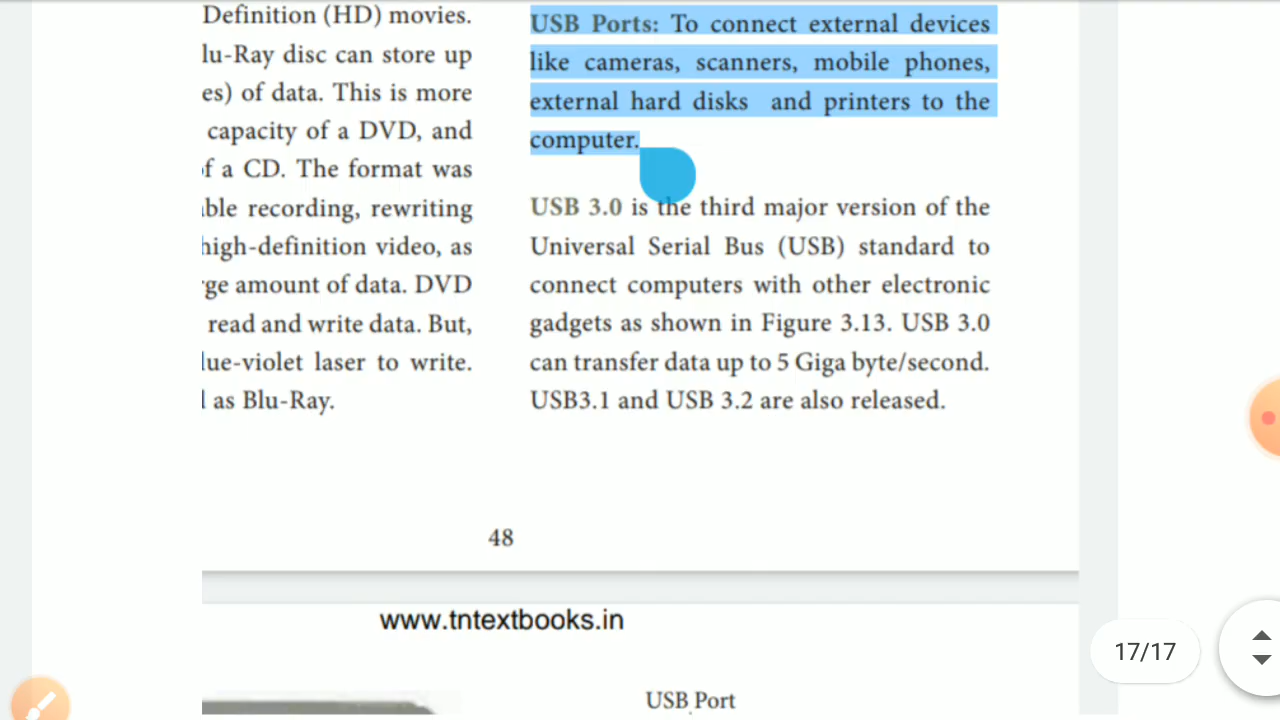 Definition (HD) movies.
lu-Ray disc can store up
es) of data. This is more
capacity of a DVD, and
of a CD. The format was
ble recording, rewriting
high-definition video, as
ge amount of data. DVD
read and write data. But,
lue-violet laser to write.
as Blu-Ray.
USB Ports: To connect external devices
like cameras, scanners, mobile phones,
external hard disks and printers to the
computer.
USB 3.0 is the third major version of the
Universal Serial Bus (USB) standard to
connect computers with other electronic
gadgets as shown in Figure 3.13. USB 3.0
can transfer data up to 5 Giga byte/second.
USB3.1 and USB 3.2 are also released.
48
www.tntextbooks.in
17/17
USB Port